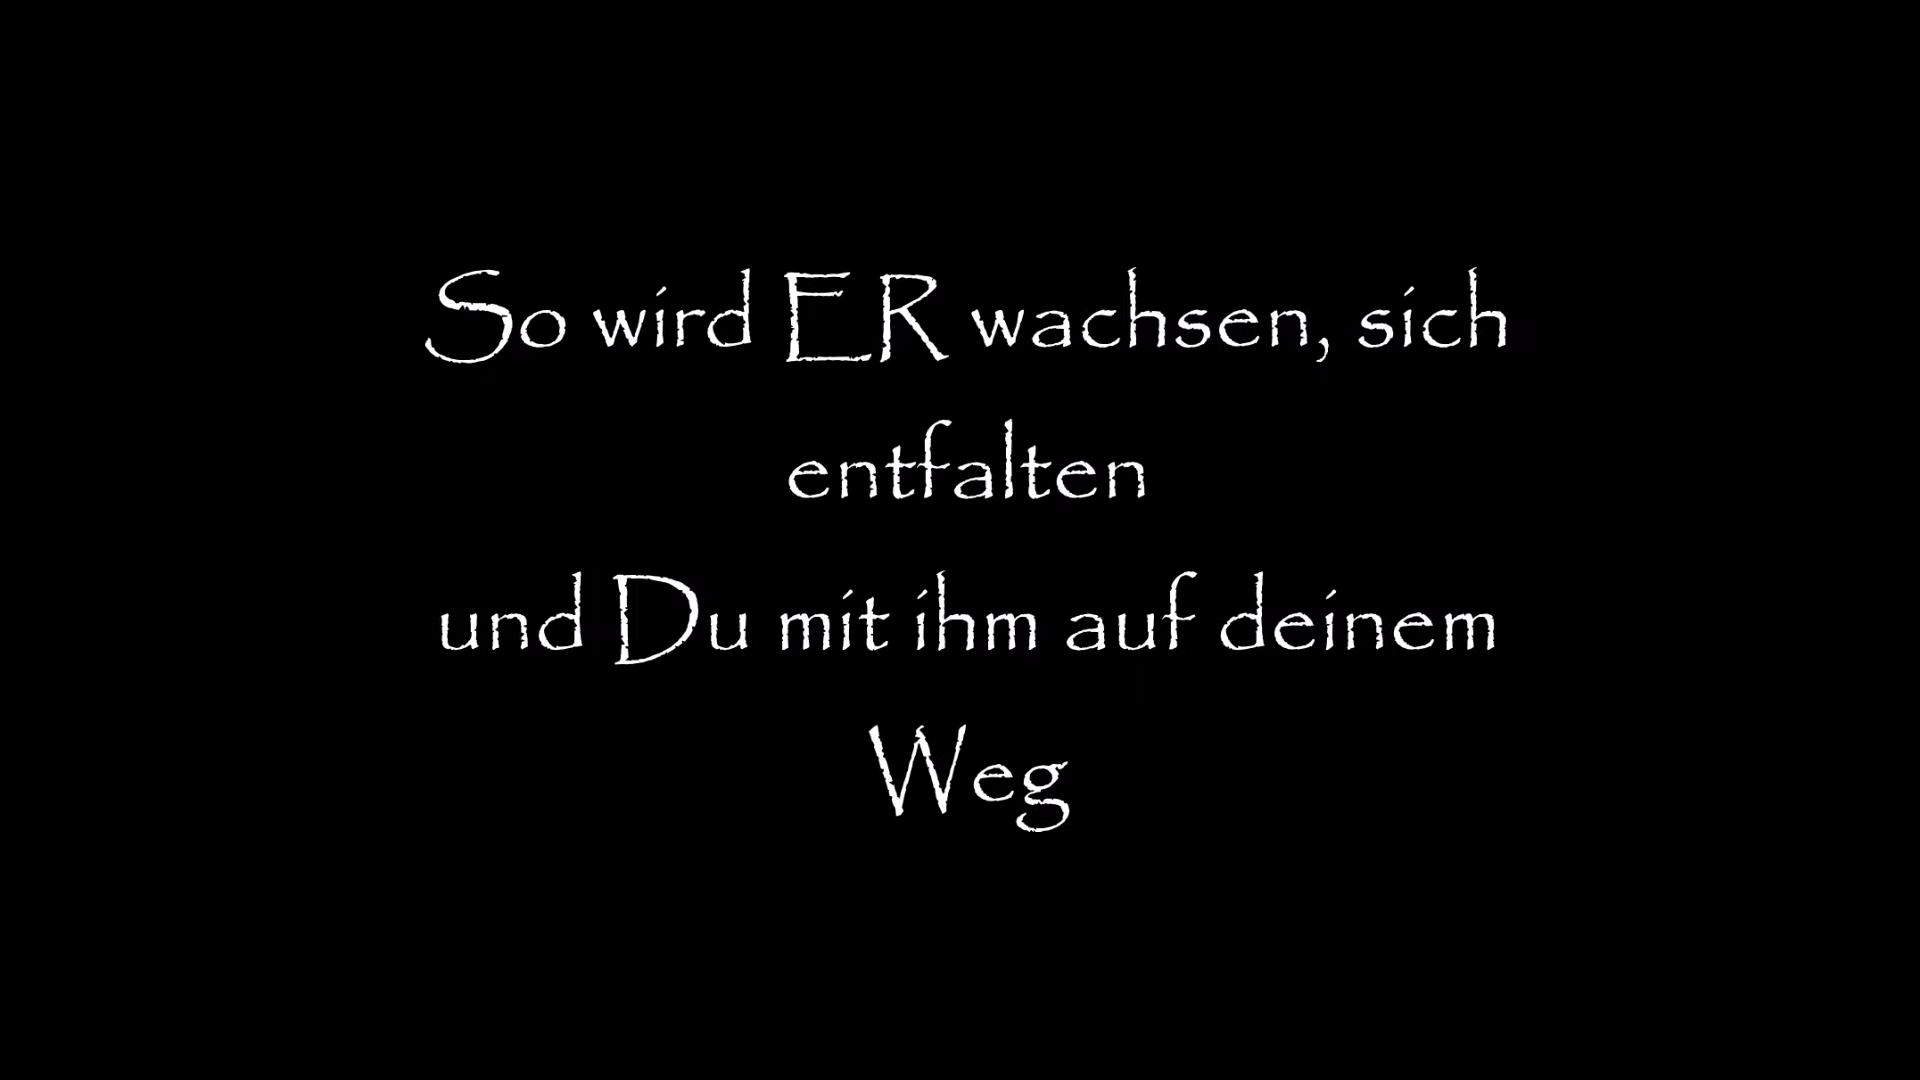 So wird ER wachsen, sich
entfalten
und Du mit ihm auf deinem
Weg